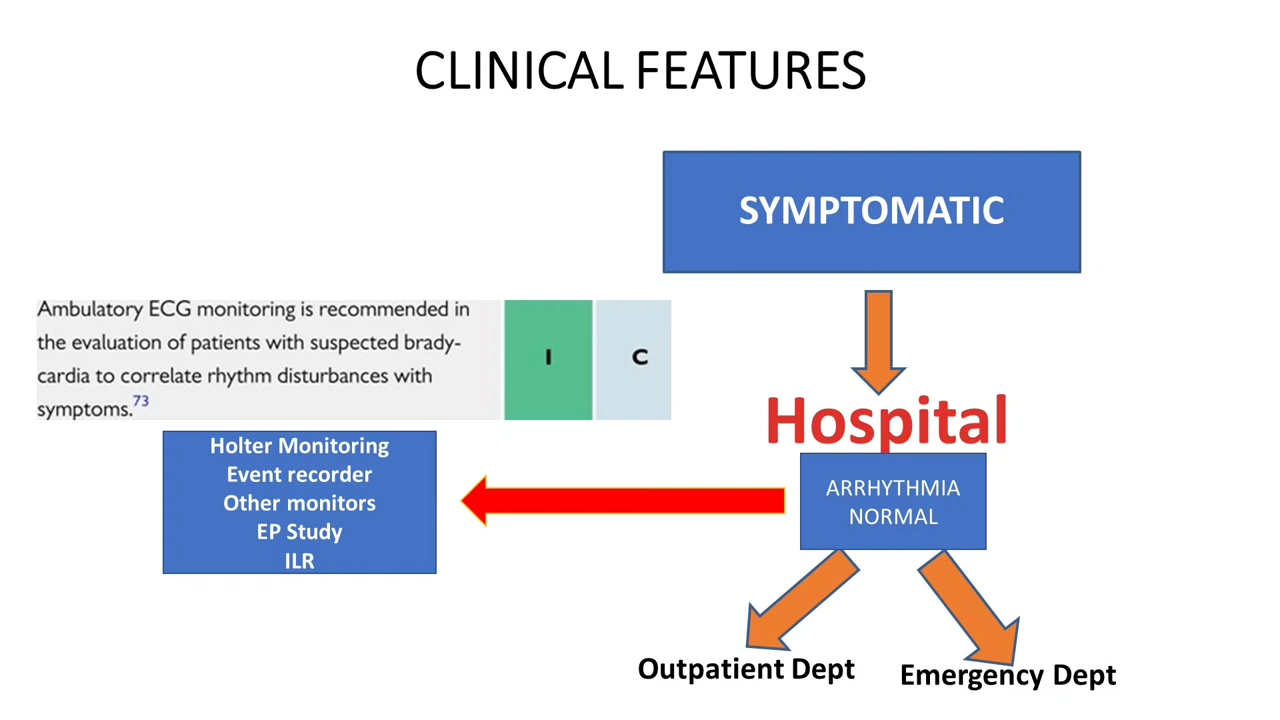 CLINICAL FEATURES
SYMPTOMATIC
Ambulatory ECG monitoring is recommended in
the evaluation of patients with suspected brady-
cardia to correlate rhythm disturbances with
symptoms.73
I
C
Hospital
Holter Monitoring
Event recorder
Other monitors
EP Study
ILR
ARRHYTHMIA
NORMAL
Outpatient Dept
Emergency Dept